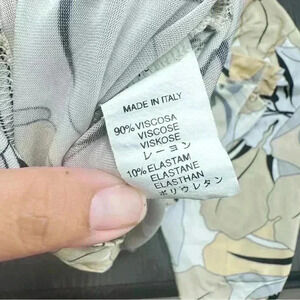 MADE IN ITALY
90% VISCOSA
VISCOSE
VISKOSE
レーヨン
10% ELASTAM
ELASTANE
ELASTHAN
ポリウレタン